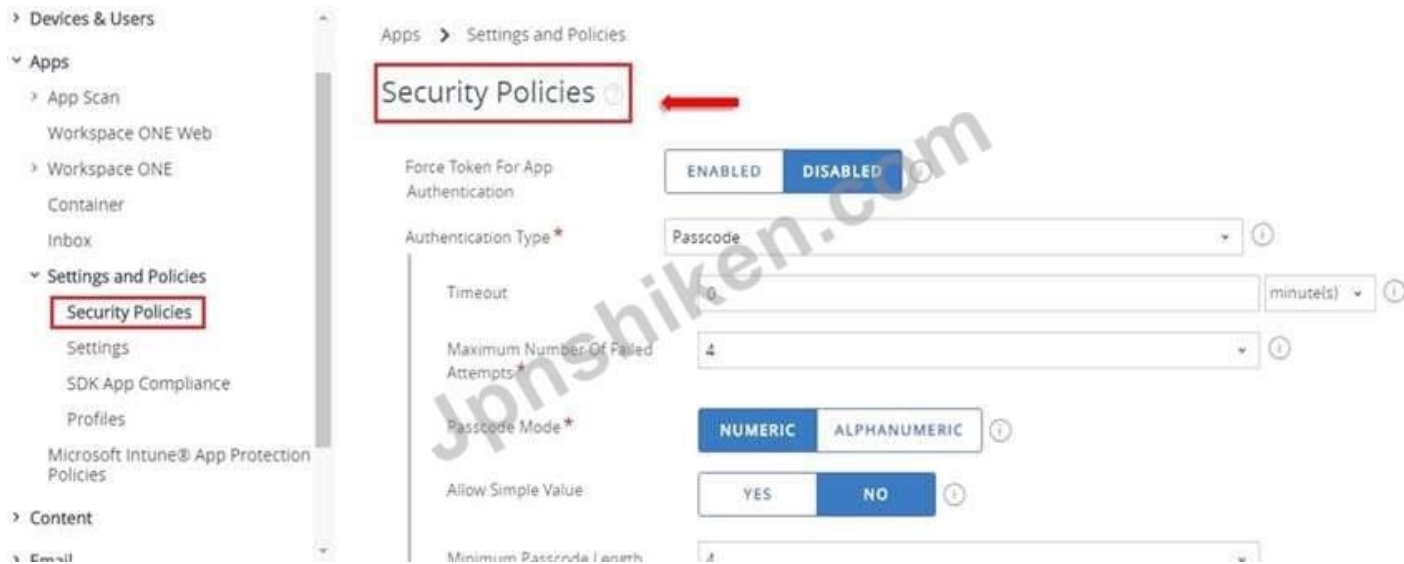 Devices & Users
Apps
App Scan
Workspace ONE Web
Workspace ONE
Container
Inbox
Settings and Policies
Security Policies
Settings
SDK App Compliance
Profiles
Microsoft Intune® App Protection
Policies
Content
Email
Apps > Settings and Policies
Security Policies
Force Token For App
Authentication
ENABLED DISABLED
Authentication Type *
Passcode
Timeout
0
minute(s)
Maximum Number Of Failed
Attempts *
4
Passcode Mode *
NUMERIC ALPHANUMERIC
Allow Simple Value
YES NO
Minimum Passcode Length
4
Jpnshiken.com